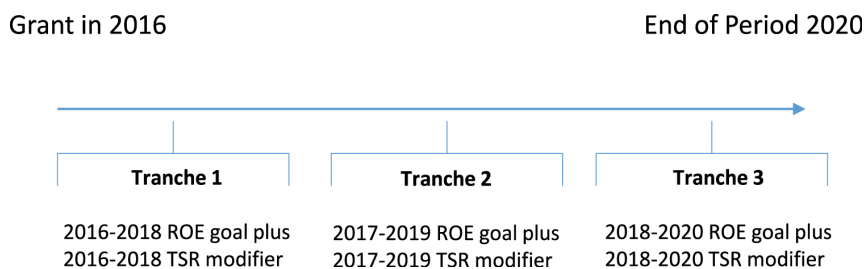 Grant in 2016
End of Period 2020
Tranche 1
Tranche 2
Tranche 3
2016-2018 ROE goal plus
2016-2018 TSR modifier
2017-2019 ROE goal plus
2017-2019 TSR modifier
2018-2020 ROE goal plus
2018-2020 TSR modifier